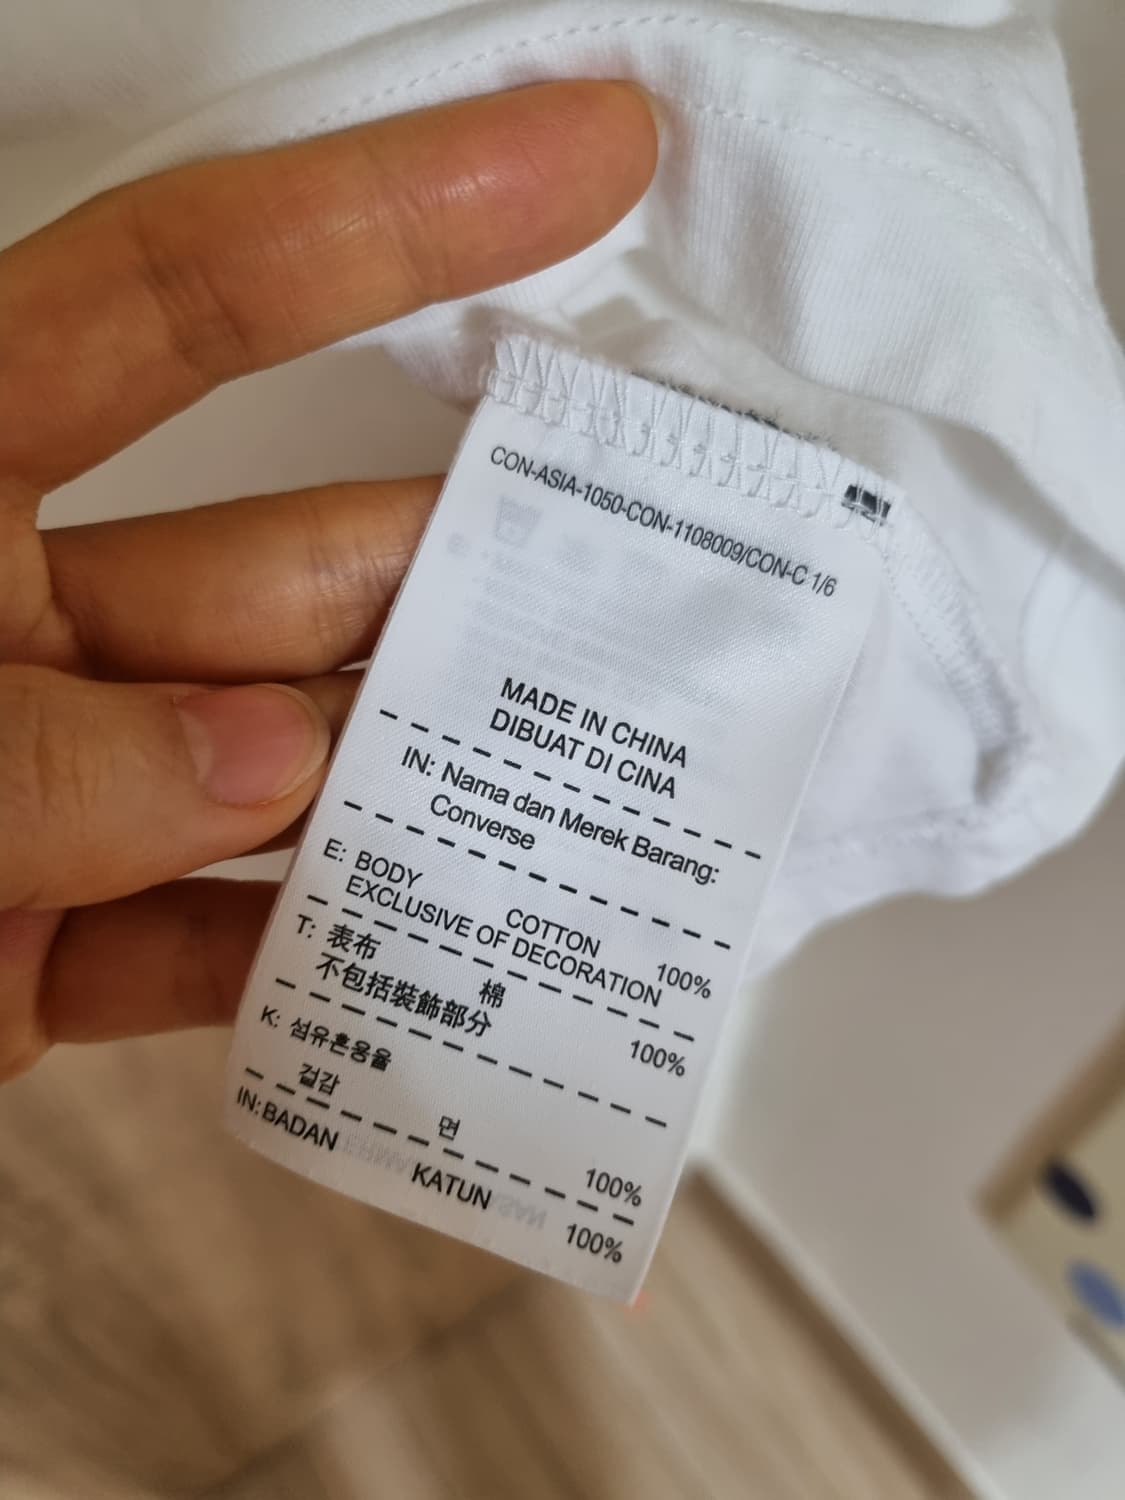 CON-ASIA-1050-CON-1108009/CON-C 1/6
MADE IN CHINA
DIBUAT DI CINA
IN: Nama dan Merek Barang:
Converse
E: BODY
COTTON 100%
EXCLUSIVE OF DECORATION
T: 表布
棉 100%
不包括裝飾部分
K: 섬유혼용율
겉감
면 100%
IN: BADAN
KATUN 100%